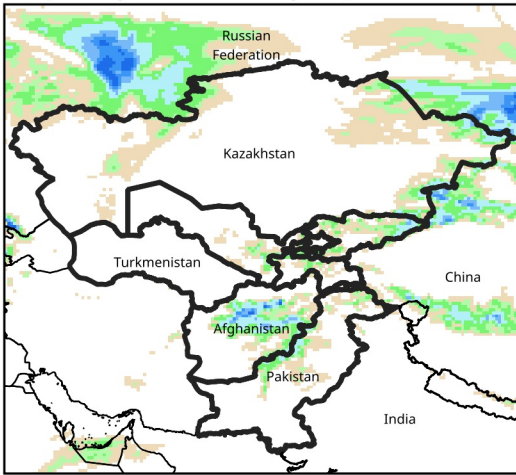 Russian
Federation
Kazakhstan
Turkmenistan
China
Afghanistan
Pakistan
India